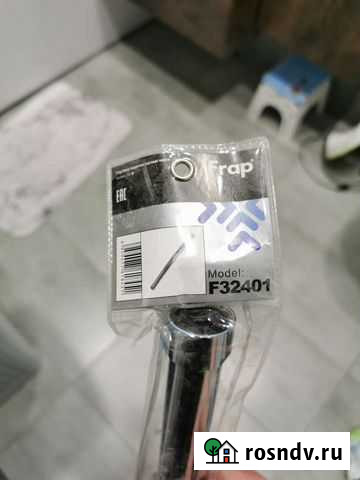 Frap
EAC
Model:
F32401
rosndv.ru